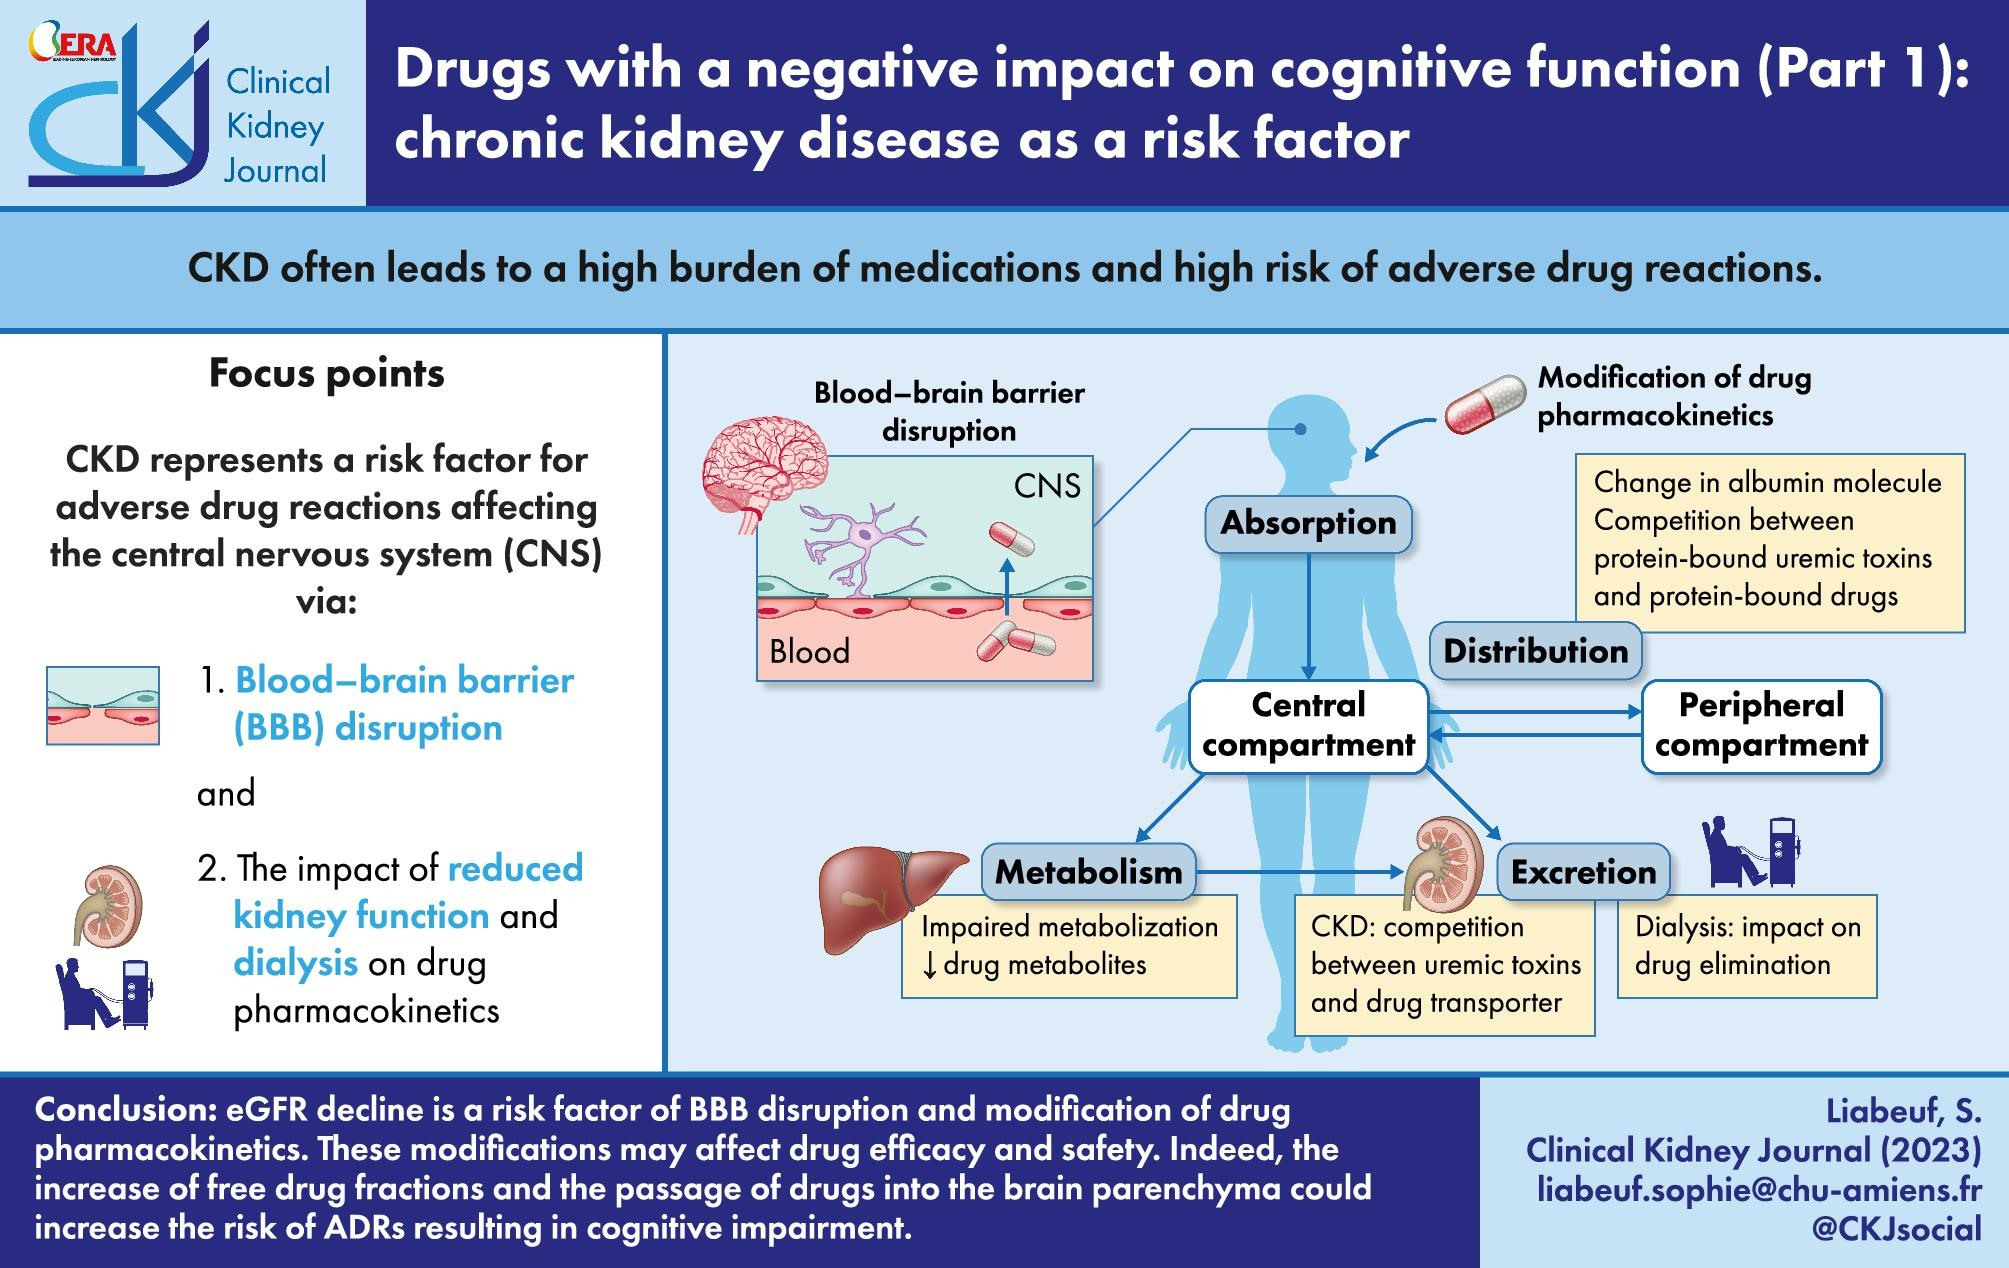 ERA
LEADING EUROPEAN NEPHROLOGY
CKJ
Clinical
Kidney
Journal
Drugs with a negative impact on cognitive function (Part 1):
chronic kidney disease as a risk factor
CKD often leads to a high burden of medications and high risk of adverse drug reactions.
Focus points
CKD represents a risk factor for
adverse drug reactions affecting
the central nervous system (CNS)
via:
1. Blood–brain barrier
(BBB) disruption
and
2. The impact of reduced
kidney function and
dialysis on drug
pharmacokinetics
Blood–brain barrier
disruption
CNS
Blood
Modification of drug
pharmacokinetics
Absorption
Change in albumin molecule
Competition between
protein-bound uremic toxins
and protein-bound drugs
Distribution
Central
compartment
Peripheral
compartment
Metabolism
Impaired metabolization
↓ drug metabolites
Excretion
CKD: competition
between uremic toxins
and drug transporter
Dialysis: impact on
drug elimination
Conclusion: eGFR decline is a risk factor of BBB disruption and modification of drug
pharmacokinetics. These modifications may affect drug efficacy and safety. Indeed, the
increase of free drug fractions and the passage of drugs into the brain parenchyma could
increase the risk of ADRs resulting in cognitive impairment.
Liabeuf, S.
Clinical Kidney Journal (2023)
liabeuf.sophie@chu-amiens.fr
@CKJsocial